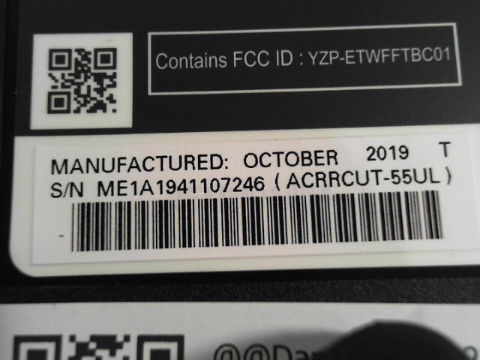 Contains FCC ID : YZP-ETWFFTBC01
MANUFACTURED: OCTOBER 2019 T
S/N ME1A1941107246 (ACRRCUT-55UL)